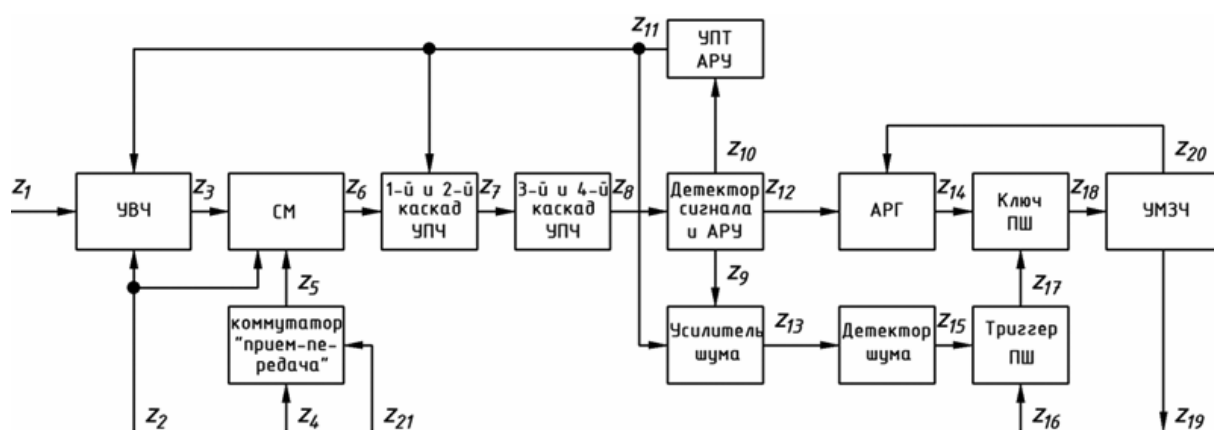 Z11
УПТ
АРУ
Z10
Z20
Z1
УВЧ
Z3
СМ
Z6
1-й и 2-й
каскад
УПЧ
Z7
3-й и 4-й
каскад
УПЧ
Z8
Детектор
сигнала
и АРУ
Z12
АРГ
Z14
Ключ
ПШ
Z18
УМЗЧ
Z5
Z9
Z17
коммутатор
"прием-пе-
редача"
Усилитель
шума
Z13
Детектор
шума
Z15
Триггер
ПШ
Z2
Z4
Z21
Z16
Z19